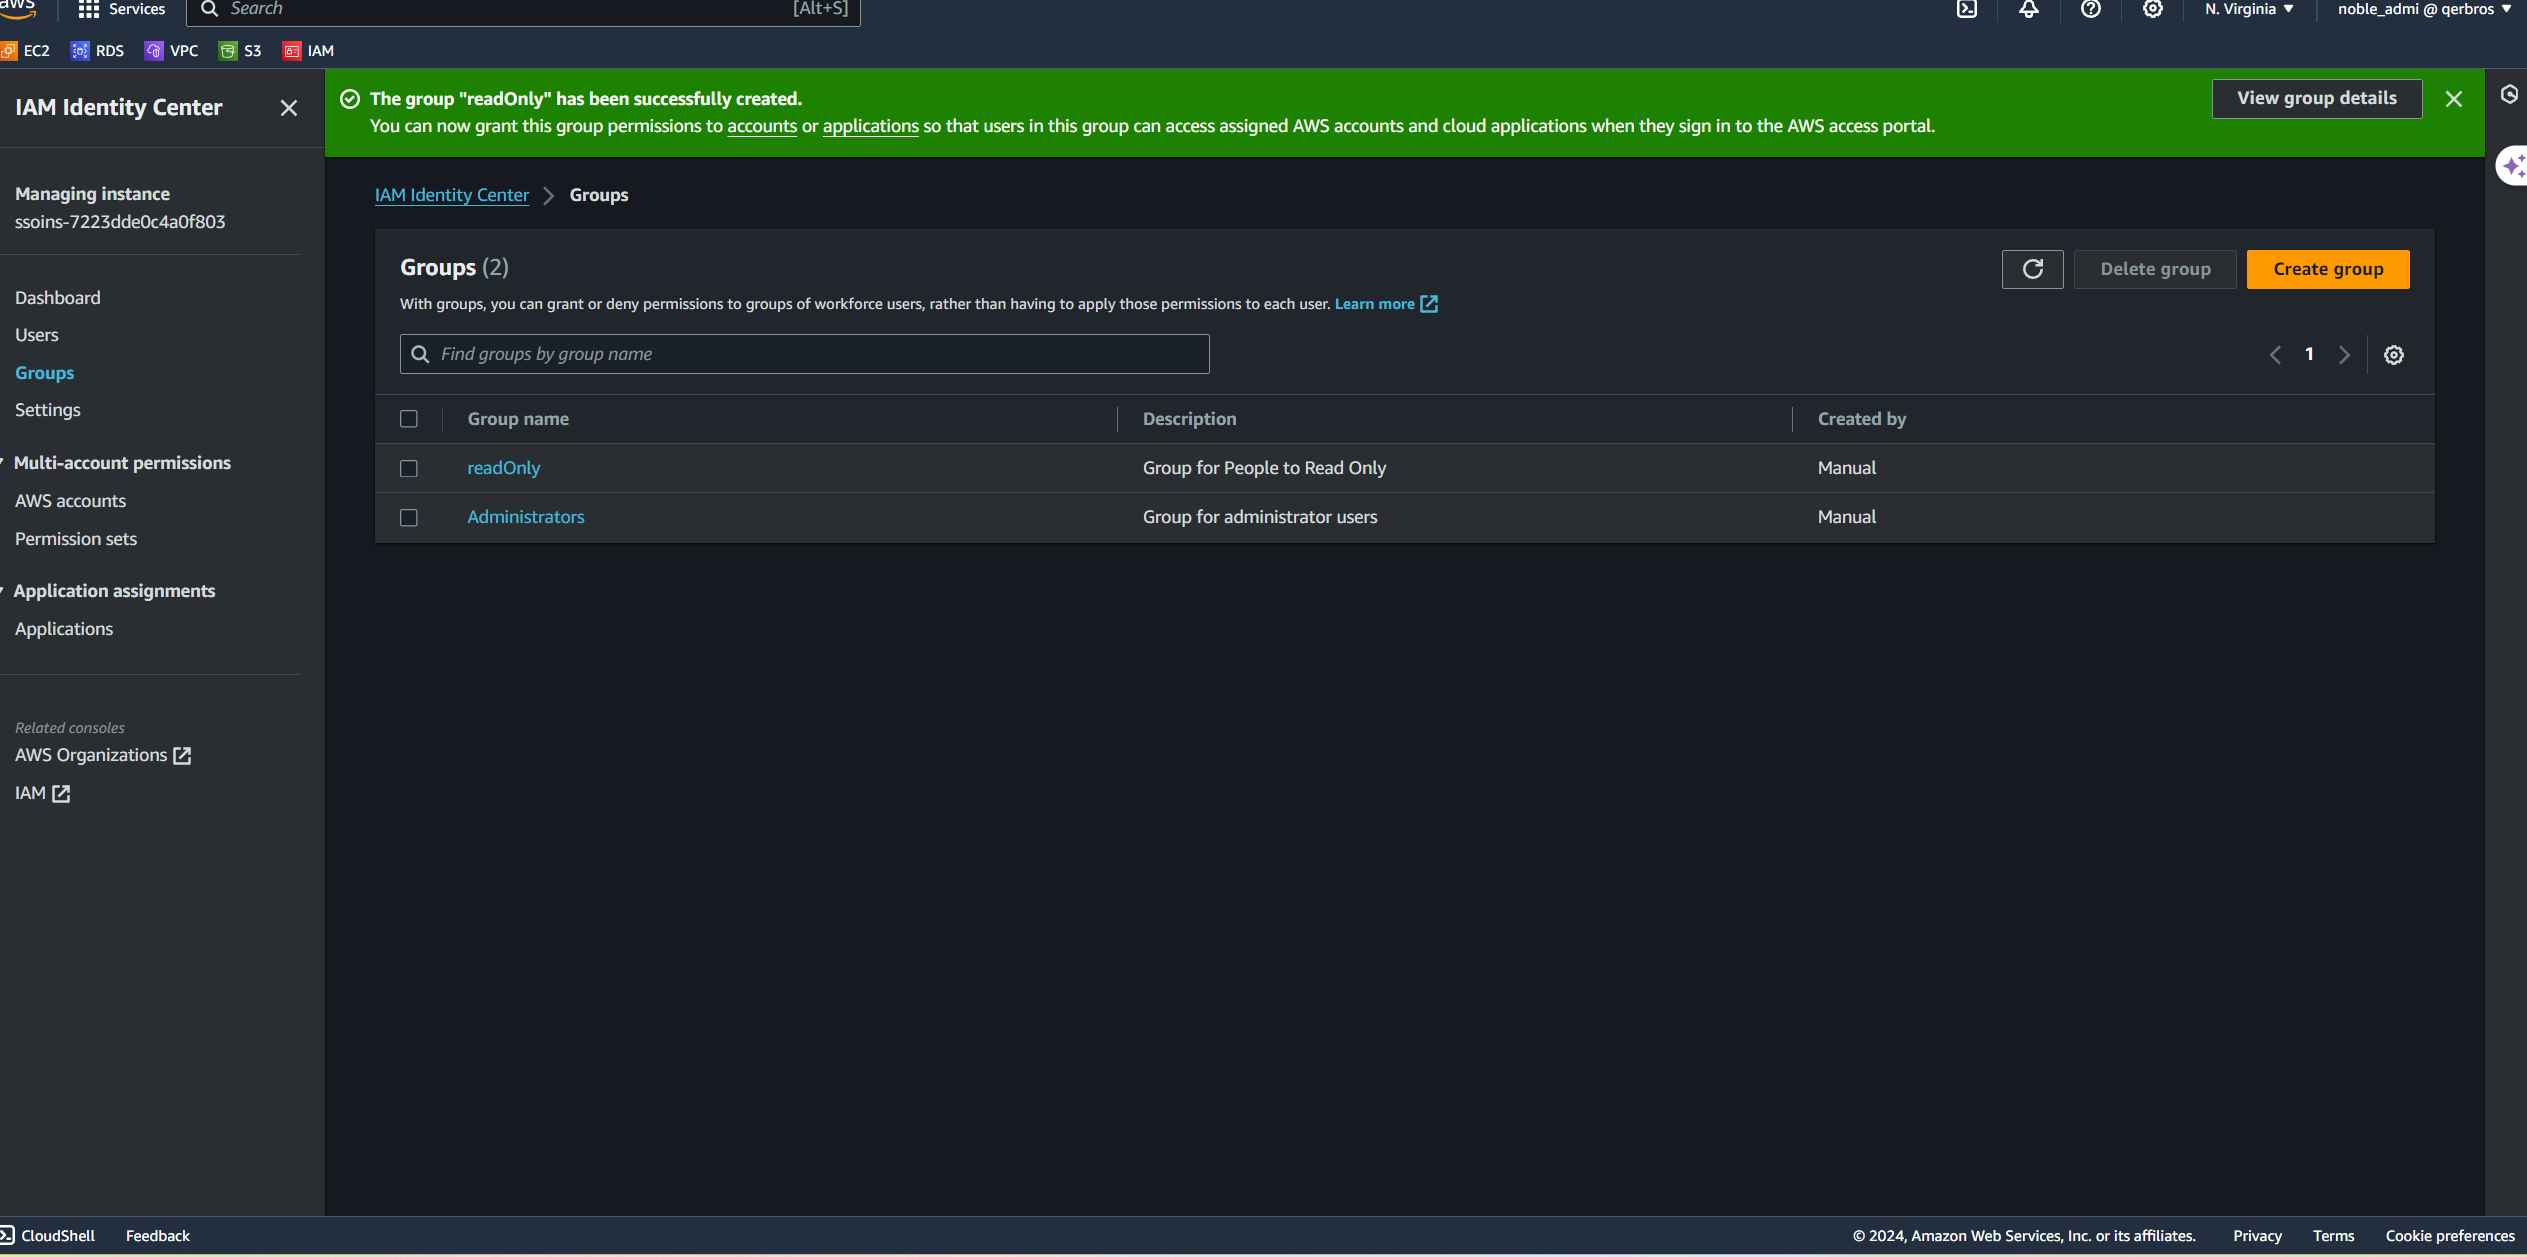 aws
Services
Search
[Alt+S]
N. Virginia
noble_admi @ qerbros
EC2
RDS
VPC
S3
IAM
IAM Identity Center
Managing instance
ssoins-7223dde0c4a0f803
Dashboard
Users
Groups
Settings
Multi-account permissions
AWS accounts
Permission sets
Application assignments
Applications
Related consoles
AWS Organizations
IAM
The group "readOnly" has been successfully created.
You can now grant this group permissions to accounts or applications so that users in this group can access assigned AWS accounts and cloud applications when they sign in to the AWS access portal.
View group details
IAM Identity Center
Groups
Groups (2)
Delete group
Create group
With groups, you can grant or deny permissions to groups of workforce users, rather than having to apply those permissions to each user. Learn more
Find groups by group name
1
Group name
Description
Created by
readOnly
Group for People to Read Only
Manual
Administrators
Group for administrator users
Manual
CloudShell
Feedback
© 2024, Amazon Web Services, Inc. or its affiliates.
Privacy
Terms
Cookie preferences